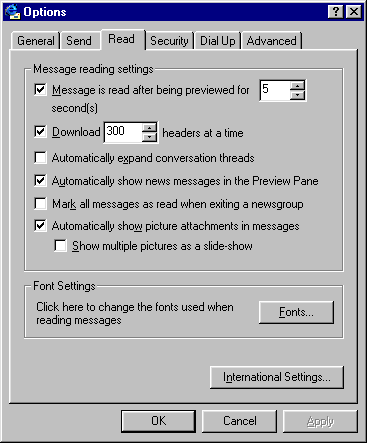 Options
General Send Read Security Dial Up Advanced
Message reading settings
Message is read after being previewed for 5
second(s)
Download 300 headers at a time
Automatically expand conversation threads
Automatically show news messages in the Preview Pane
Mark all messages as read when exiting a newsgroup
Automatically show picture attachments in messages
Show multiple pictures as a slide-show
Font Settings
Click here to change the fonts used when
reading messages
Fonts...
International Settings...
OK Cancel Apply